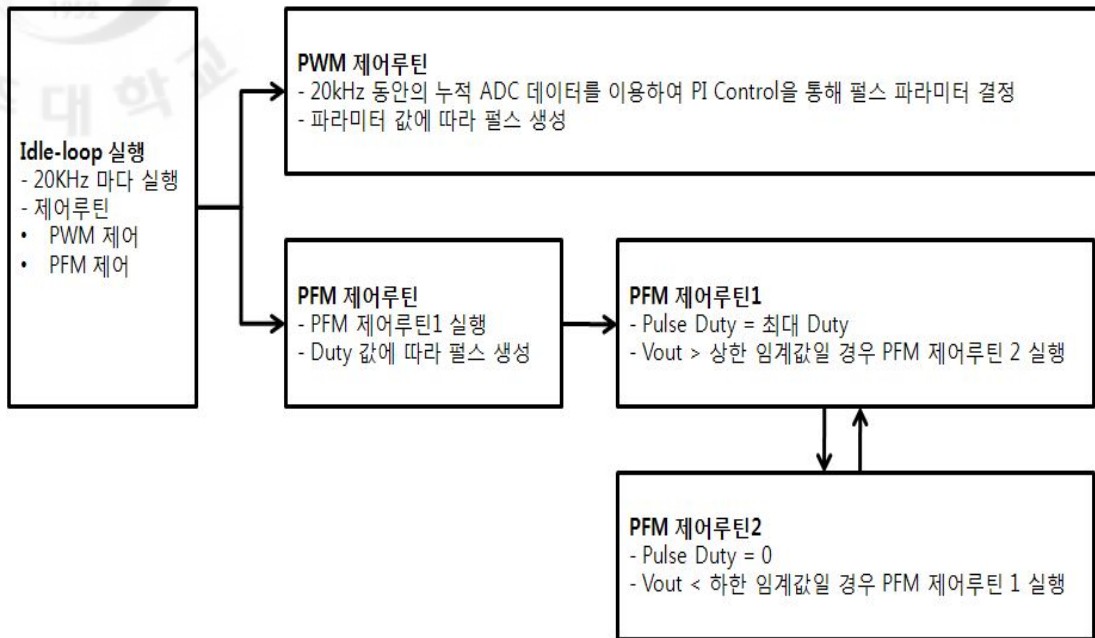 1952
대학교
Idle-loop 실행
- 20KHz 마다 실행
- 제어루틴
• PWM 제어
• PFM 제어
PWM 제어루틴
- 20kHz 동안의 누적 ADC 데이터를 이용하여 PI Control을 통해 펄스 파라미터 결정
- 파라미터 값에 따라 펄스 생성
PFM 제어루틴
- PFM 제어루틴1 실행
- Duty 값에 따라 펄스 생성
PFM 제어루틴1
- Pulse Duty = 최대 Duty
- Vout > 상한 임계값일 경우 PFM 제어루틴 2 실행
PFM 제어루틴2
- Pulse Duty = 0
- Vout < 하한 임계값일 경우 PFM 제어루틴 1 실행